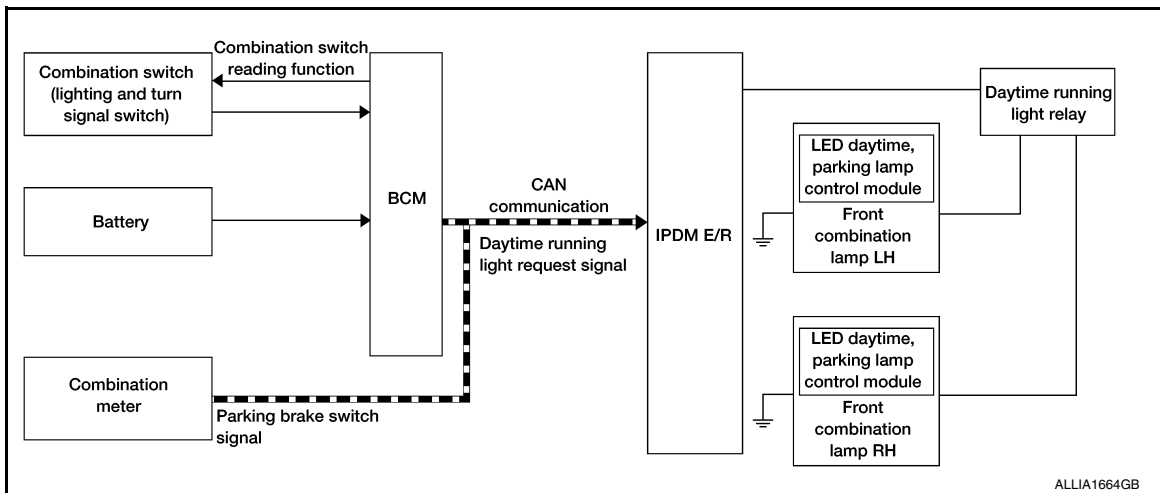 Combination switch
reading function
Combination switch
(lighting and turn
signal switch)
Battery
Combination
meter
BCM
CAN
communication
Daytime running
light request signal
Parking brake switch
signal
IPDM E/R
Daytime running
light relay
LED daytime,
parking lamp
control module
Front
combination
lamp LH
LED daytime,
parking lamp
control module
Front
combination
lamp RH
ALLIA1664GB